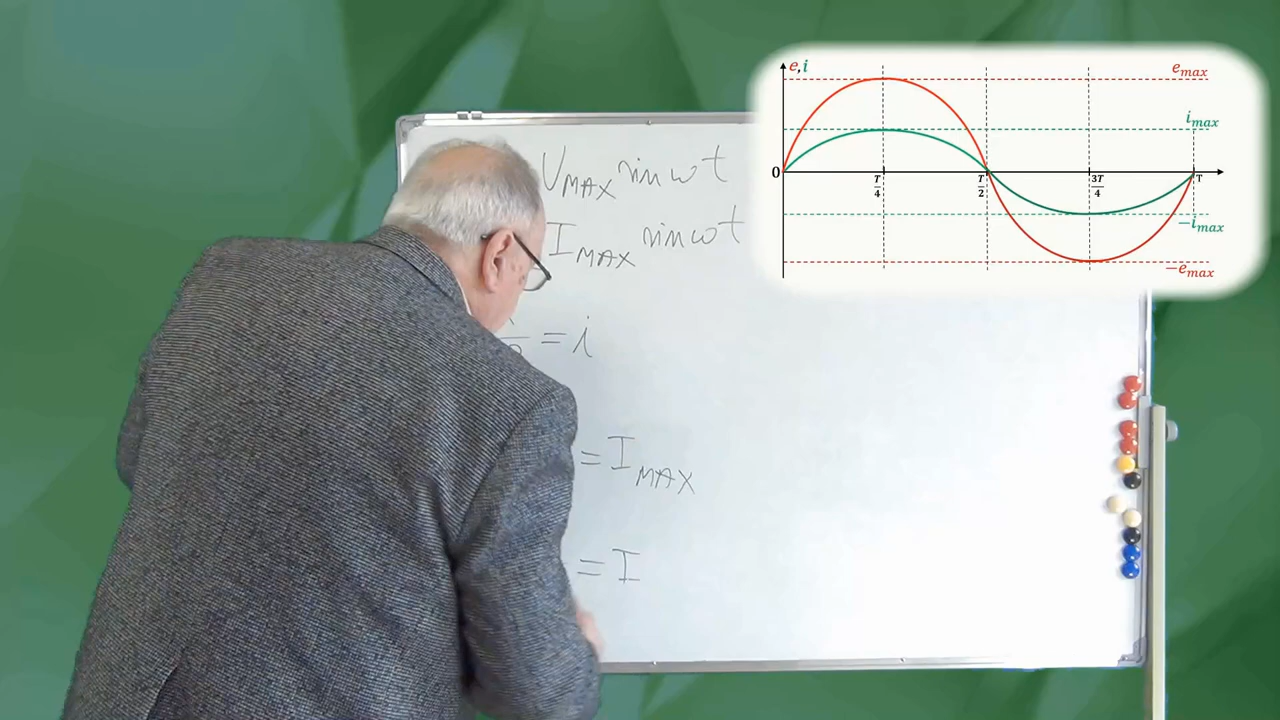 U_MAX sin ωt
I_MAX sin ωt
= i
= I_MAX
= I
e,i
e_max
i_max
0
T/4
T/2
3T/4
T
−i_max
−e_max